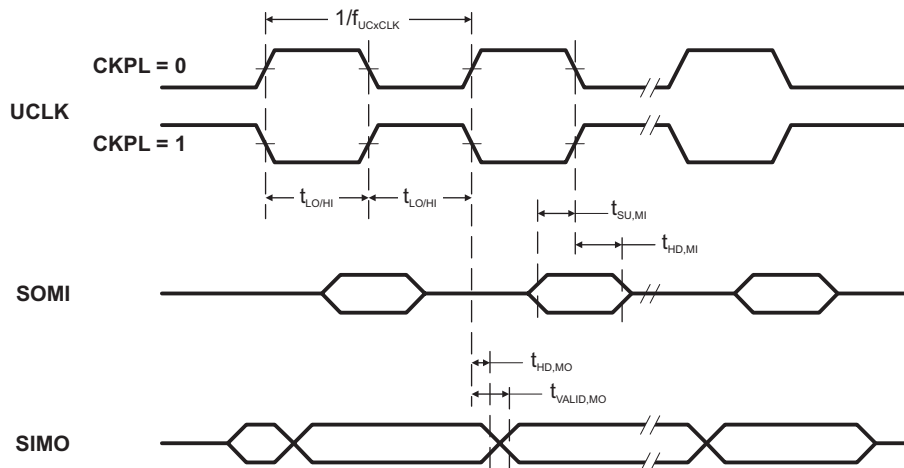 1/fUCxCLK
CKPL = 0
UCLK
CKPL = 1
tLO/HI tLO/HI
tSU,MI
tHD,MI
SOMI
tHD,MO
tVALID,MO
SIMO